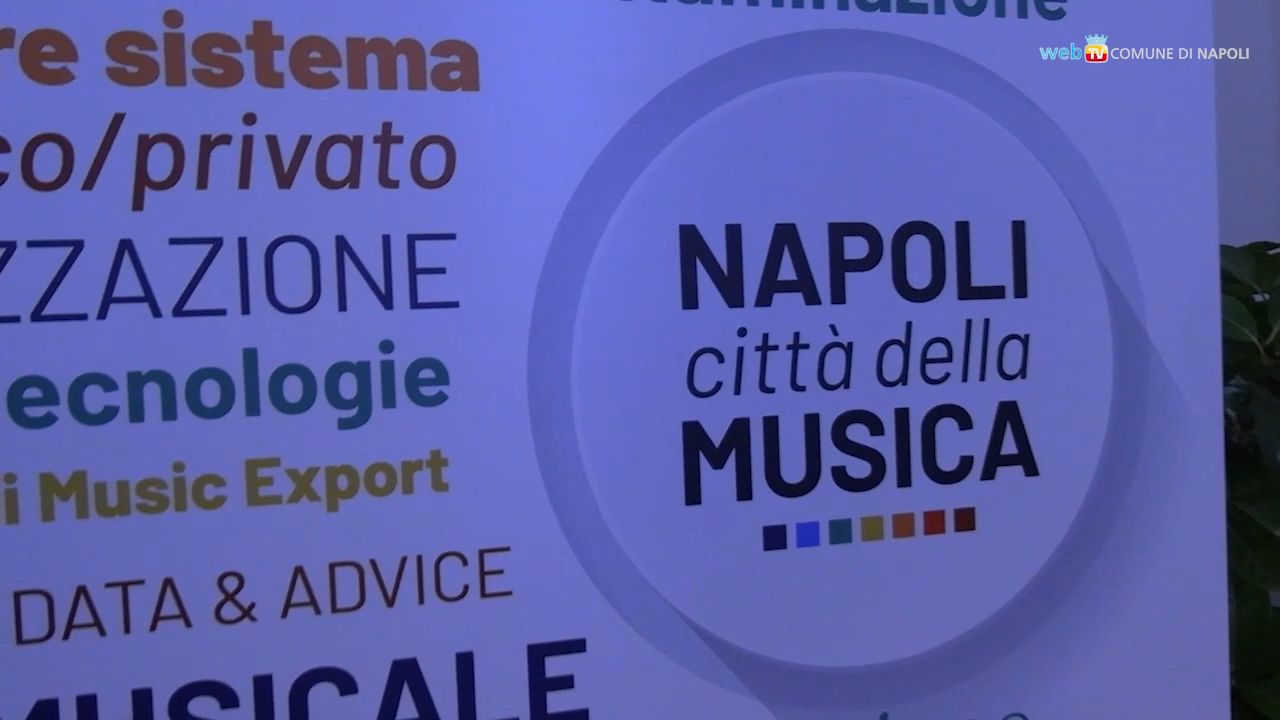 re sistema
co/privato
ZZAZIONE
ecnologie
i Music Export
DATA & ADVICE
MUSICALE
NAPOLI
città della
MUSICA
web TV COMUNE DI NAPOLI